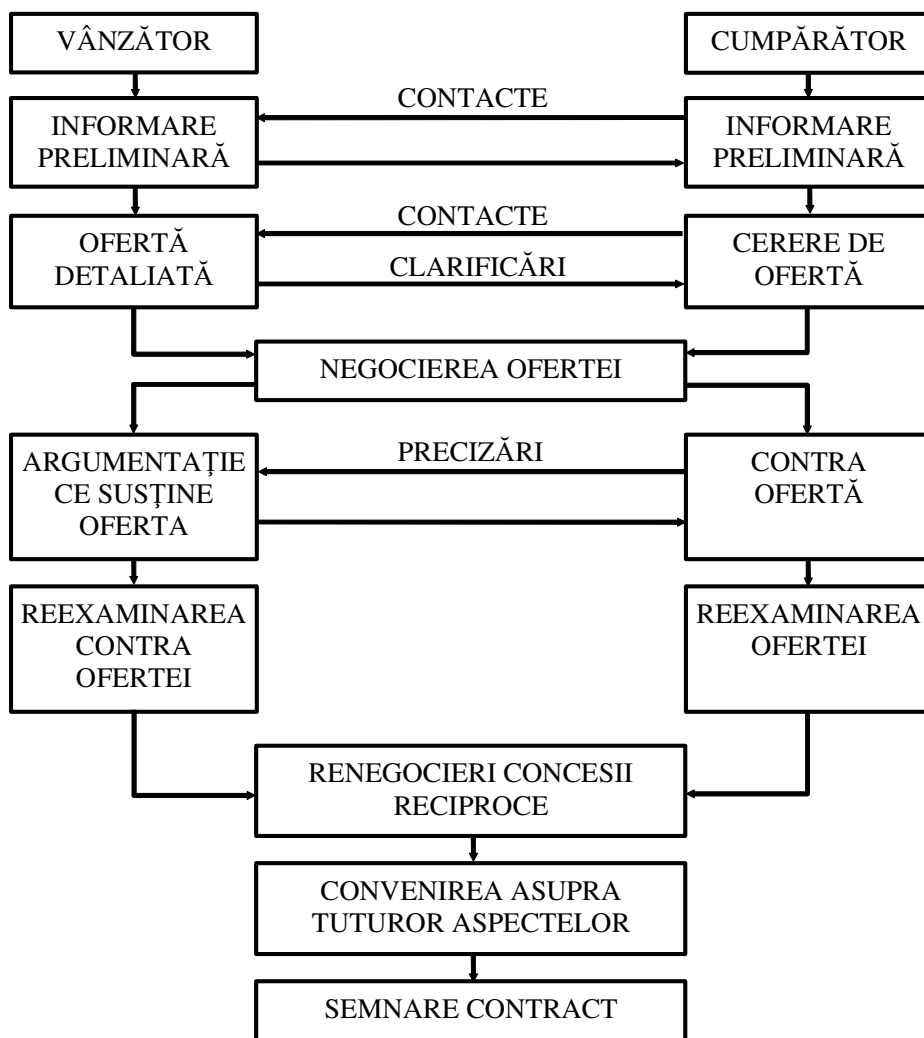 VÂNZĂTOR
CUMPĂRĂTOR
CONTACTE
INFORMARE
PRELIMINARĂ
INFORMARE
PRELIMINARĂ
CONTACTE
OFERTĂ
DETALIATĂ
CLARIFICĂRI
CERERE DE
OFERTĂ
NEGOCIEREA OFERTEI
ARGUMENTAŢIE
CE SUSŢINE
OFERTA
PRECIZĂRI
CONTRA
OFERTĂ
REEXAMINAREA
CONTRA
OFERTEI
REEXAMINAREA
OFERTEI
RENEGOCIERI CONCESII
RECIPROCE
CONVENIREA ASUPRA
TUTUROR ASPECTELOR
SEMNARE CONTRACT